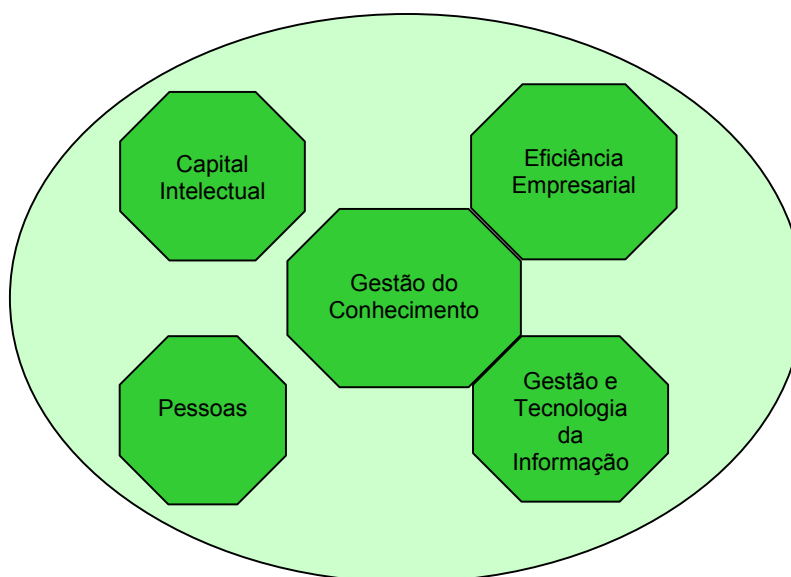 Capital
Intelectual
Eficiência
Empresarial
Gestão do
Conhecimento
Pessoas
Gestão e
Tecnologia
da
Informação